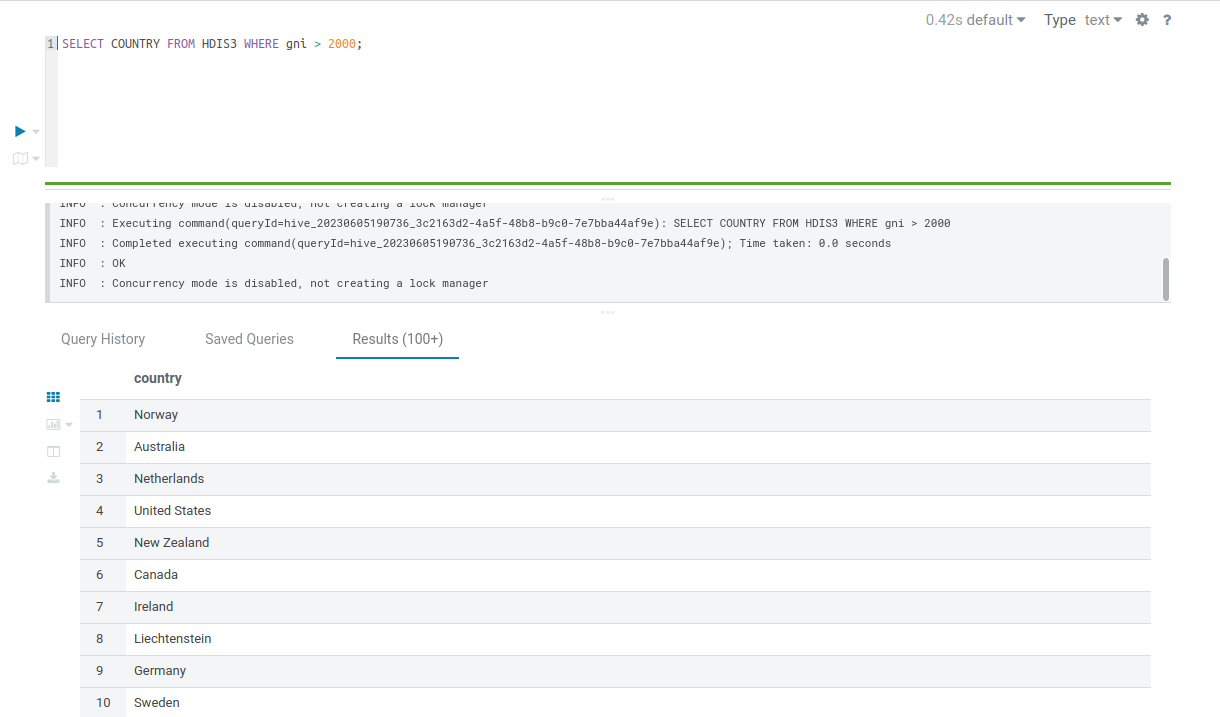 0.42s default Type text ?
1 SELECT COUNTRY FROM HDIS3 WHERE gni > 2000;
INFO : Concurrency mode is disabled, not creating a lock manager
INFO : Executing command(queryId=hive_20230605190736_3c2163d2-4a5f-48b8-b9c0-7e7bba44af9e): SELECT COUNTRY FROM HDIS3 WHERE gni > 2000
INFO : Completed executing command(queryId=hive_20230605190736_3c2163d2-4a5f-48b8-b9c0-7e7bba44af9e); Time taken: 0.0 seconds
INFO : OK
INFO : Concurrency mode is disabled, not creating a lock manager
Query History Saved Queries Results (100+)
country
1 Norway
2 Australia
3 Netherlands
4 United States
5 New Zealand
6 Canada
7 Ireland
8 Liechtenstein
9 Germany
10 Sweden